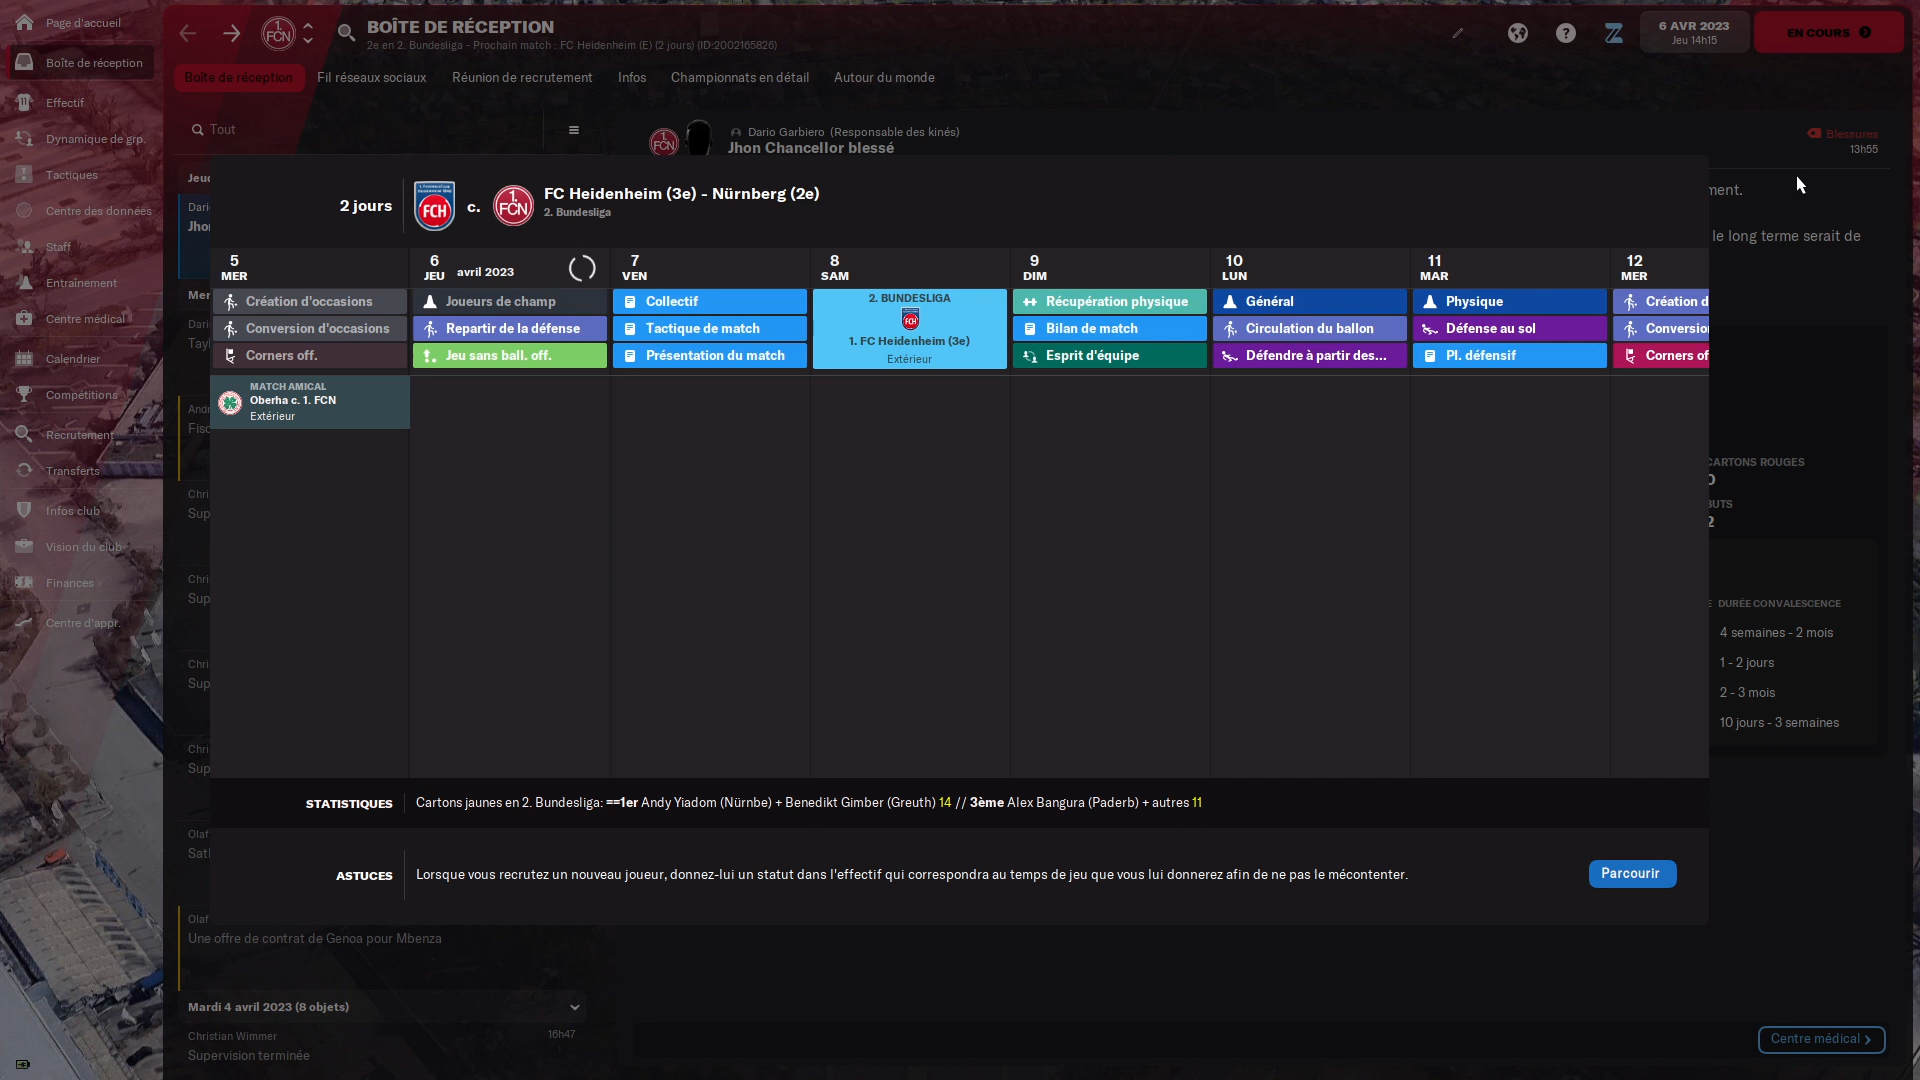 Page d'accueil
Boîte de réception
Effectif
Dynamique de grp.
Tactiques
Centre des données
Staff
Entraînement
Centre médical
Calendrier
Compétitions
Recrutement
Transferts
Infos club
Vision du club
Finances
Centre d'appr.
BOÎTE DE RÉCEPTION
2e en 2. Bundesliga - Prochain match : FC Heidenheim (E) (2 jours) (ID:2002165826)
6 AVR 2023
Jeu 14h15
EN COURS
Boîte de réception
Fil réseaux sociaux
Réunion de recrutement
Infos
Championnats en détail
Autour du monde
Tout
Dario Garbiero (Responsable des kinés)
Jhon Chancellor blessé
Blessures
13h55
2 jours
FCH
c.
FCN
FC Heidenheim (3e) - Nürnberg (2e)
2. Bundesliga
le long terme serait de
5
MER
6
JEU avril 2023
7
VEN
8
SAM
9
DIM
10
LUN
11
MAR
12
MER
Création d'occasions
Conversion d'occasions
Corners off.
Joueurs de champ
Repartir de la défense
Jeu sans ball. off.
Collectif
Tactique de match
Présentation du match
2. BUNDESLIGA
1. FC Heidenheim (3e)
Extérieur
Récupération physique
Bilan de match
Esprit d'équipe
Général
Circulation du ballon
Défendre à partir des...
Physique
Défense au sol
Pl. défensif
Création d
Conversion
Corners of
MATCH AMICAL
Oberha c. 1. FCN
Extérieur
CARTONS ROUGES
0
BUTS
2
DURÉE CONVALESCENCE
4 semaines - 2 mois
1 - 2 jours
2 - 3 mois
10 jours - 3 semaines
STATISTIQUES
Cartons jaunes en 2. Bundesliga: ==1er Andy Yiadom (Nürnbe) + Benedikt Gimber (Greuth) 14 // 3ème Alex Bangura (Paderb) + autres 11
ASTUCES
Lorsque vous recrutez un nouveau joueur, donnez-lui un statut dans l'effectif qui correspondra au temps de jeu que vous lui donnerez afin de ne pas le mécontenter.
Parcourir
Olaf
Une offre de contrat de Genoa pour Mbenza
Mardi 4 avril 2023 (8 objets)
Christian Wimmer
16h47
Supervision terminée
Centre médical